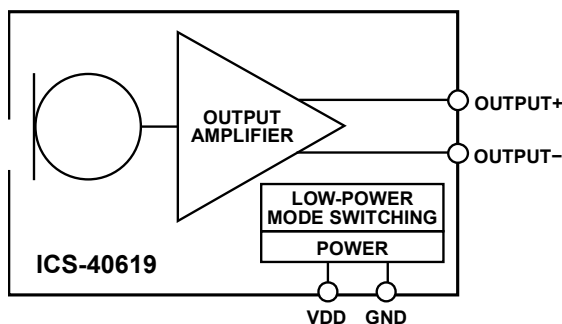 OUTPUT
AMPLIFIER
OUTPUT+
OUTPUT−
LOW-POWER
MODE SWITCHING
POWER
ICS-40619
VDD GND